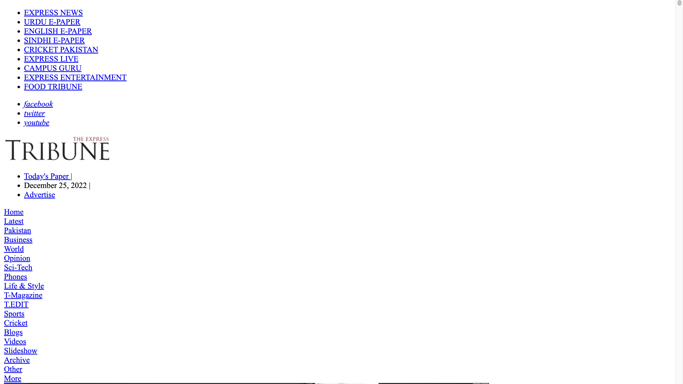 EXPRESS NEWS
URDU E-PAPER
ENGLISH E-PAPER
SINDHI E-PAPER
CRICKET PAKISTAN
EXPRESS LIVE
CAMPUS GURU
EXPRESS ENTERTAINMENT
FOOD TRIBUNE
facebook
twitter
youtube
THE EXPRESS
TRIBUNE
Today's Paper |
December 25, 2022 |
Advertise
Home
Latest
Pakistan
Business
World
Opinion
Sci-Tech
Phones
Life & Style
T-Magazine
T.EDIT
Sports
Cricket
Blogs
Videos
Slideshow
Archive
Other
More